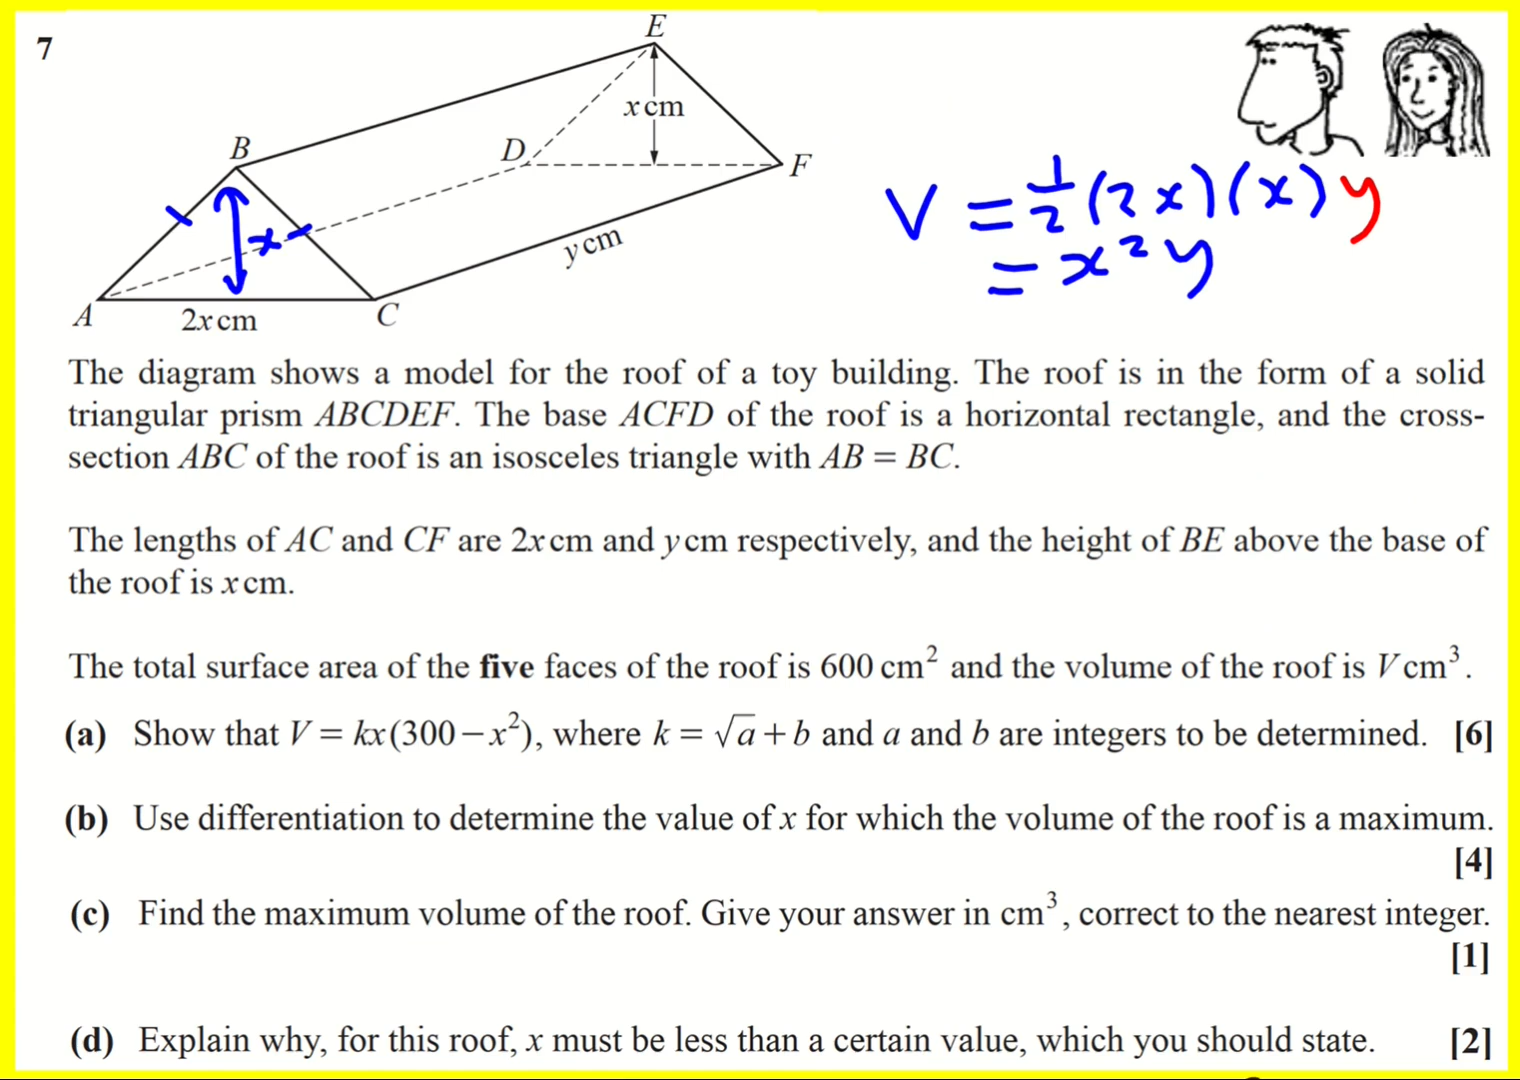 7
E
x cm
B
D
F
V = 1/2 (2x)(x) y
= x² y
x
y cm
A
2x cm
C
The diagram shows a model for the roof of a toy building. The roof is in the form of a solid
triangular prism ABCDEF. The base ACFD of the roof is a horizontal rectangle, and the cross-
section ABC of the roof is an isosceles triangle with AB = BC.
The lengths of AC and CF are 2x cm and y cm respectively, and the height of BE above the base of
the roof is x cm.
The total surface area of the five faces of the roof is 600 cm² and the volume of the roof is V cm³.
(a) Show that V = kx(300 − x²), where k = √a + b and a and b are integers to be determined. [6]
(b) Use differentiation to determine the value of x for which the volume of the roof is a maximum.
[4]
(c) Find the maximum volume of the roof. Give your answer in cm³, correct to the nearest integer.
[1]
(d) Explain why, for this roof, x must be less than a certain value, which you should state. [2]